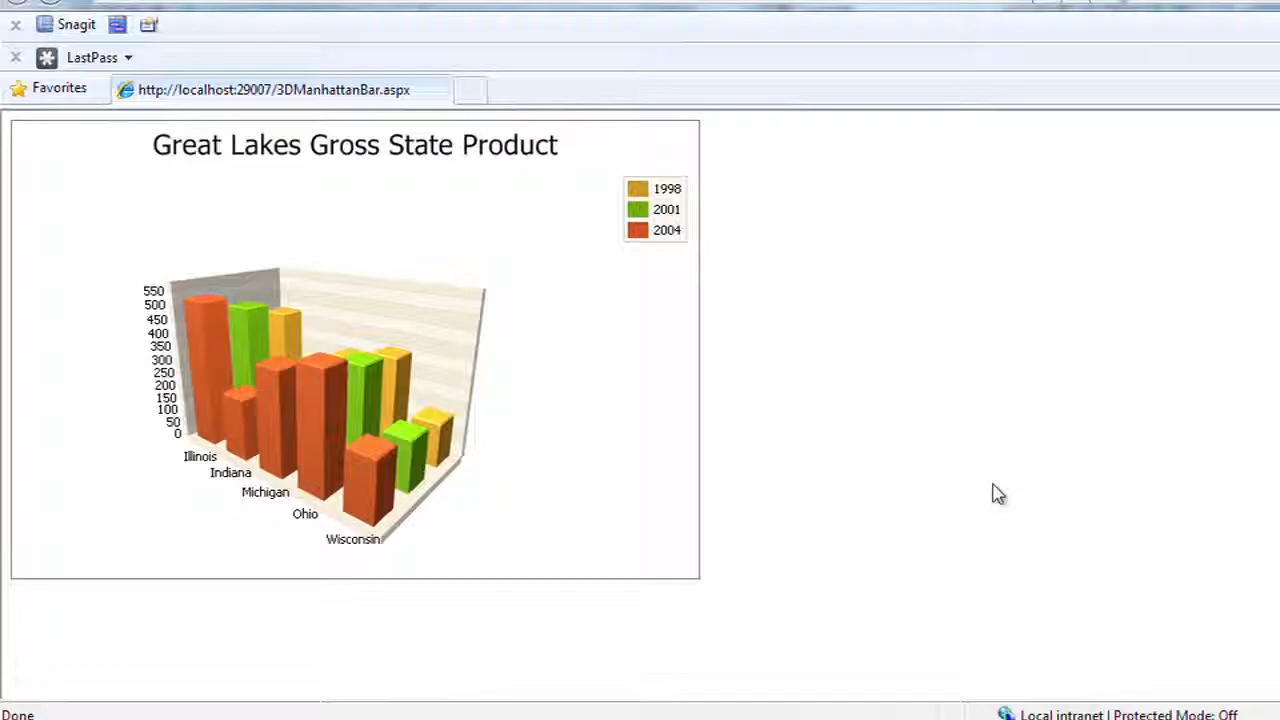 Snagit
LastPass
Favorites
http://localhost:29007/3DManhattanBar.aspx
Great Lakes Gross State Product
1998
2001
2004
550
500
450
400
350
300
250
200
150
100
50
0
Illinois
Indiana
Michigan
Ohio
Wisconsin
Done
Local intranet | Protected Mode: Off